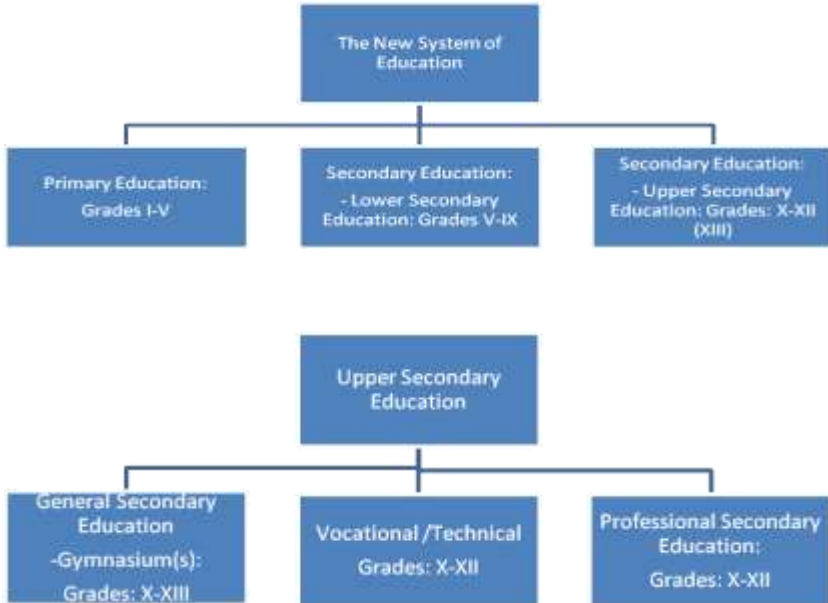 The New System of
Education
Primary Education:
Grades I-V
Secondary Education:
- Lower Secondary
Education: Grades V-IX
Secondary Education:
- Upper Secondary
Education: Grades: X-XII
(XIII)
Upper Secondary
Education
General Secondary
Education
-Gymnasium(s):
Grades: X-XIII
Vocational /Technical
Grades: X-XII
Professional Secondary
Education:
Grades: X-XII